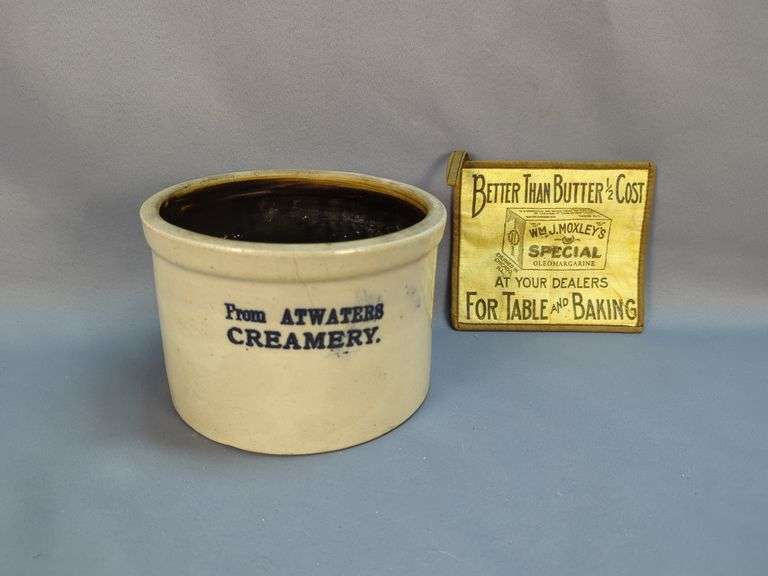 From ATWATERS
CREAMERY.
BETTER THAN BUTTER 1/2 COST
WM J. MOXLEY'S
SPECIAL
OLEOMARGARINE
AT YOUR DEALERS
FOR TABLE AND BAKING